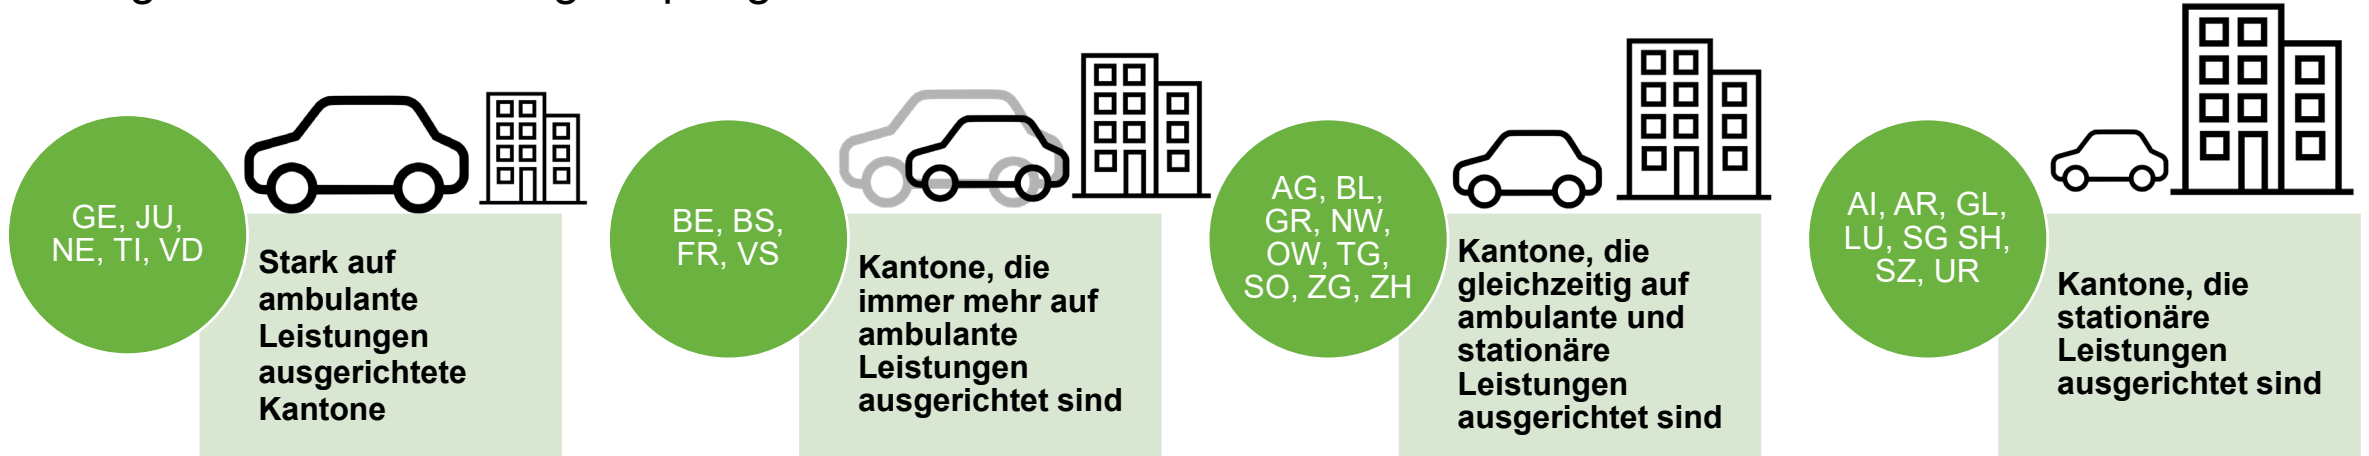 GE, JU,
NE, TI, VD
Stark auf
ambulante
Leistungen
ausgerichtete
Kantone
BE, BS,
FR, VS
Kantone, die
immer mehr auf
ambulante
Leistungen
ausgerichtet sind
AG, BL,
GR, NW,
OW, TG,
SO, ZG, ZH
Kantone, die
gleichzeitig auf
ambulante und
stationäre
Leistungen
ausgerichtet sind
AI, AR, GL,
LU, SG SH,
SZ, UR
Kantone, die
stationäre
Leistungen
ausgerichtet sind